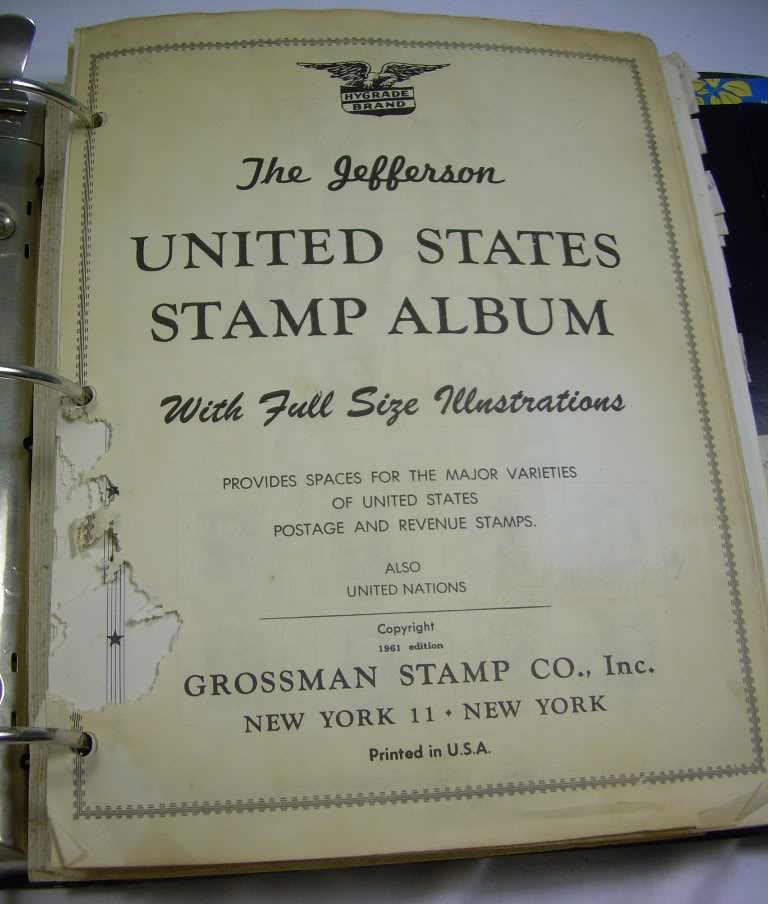 HYGRADE
BRAND
The Jefferson
UNITED STATES
STAMP ALBUM
With Full Size Illustrations
PROVIDES SPACES FOR THE MAJOR VARIETIES
OF UNITED STATES
POSTAGE AND REVENUE STAMPS.
ALSO
UNITED NATIONS
Copyright
1961 edition
GROSSMAN STAMP CO., Inc.
NEW YORK 11 • NEW YORK
Printed in U.S.A.